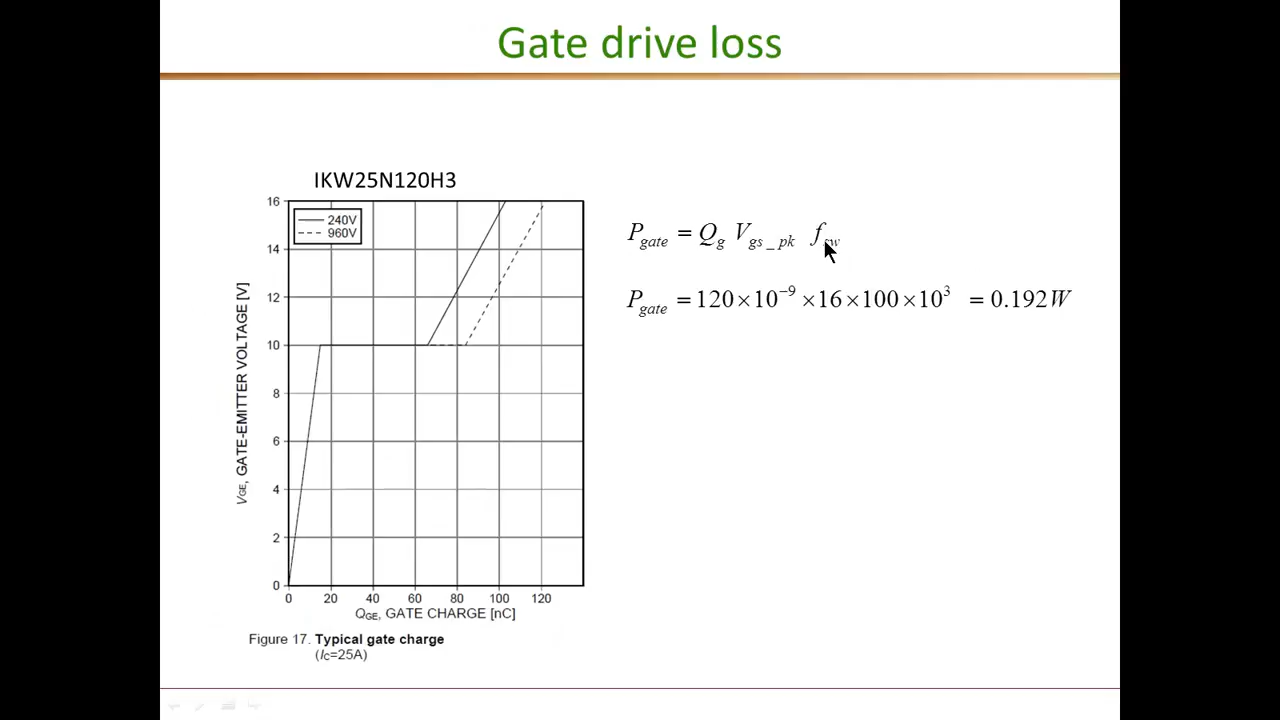 Gate drive loss
IKW25N120H3
P_gate = Q_g V_gs_pk f_sw
P_gate = 120×10⁻⁹ ×16×100×10³ = 0.192W
240V
960V
16
14
12
10
8
6
4
2
0
V_GE, GATE-EMITTER VOLTAGE [V]
0 20 40 60 80 100 120
Q_GE, GATE CHARGE [nC]
Figure 17. Typical gate charge
(I_C=25A)